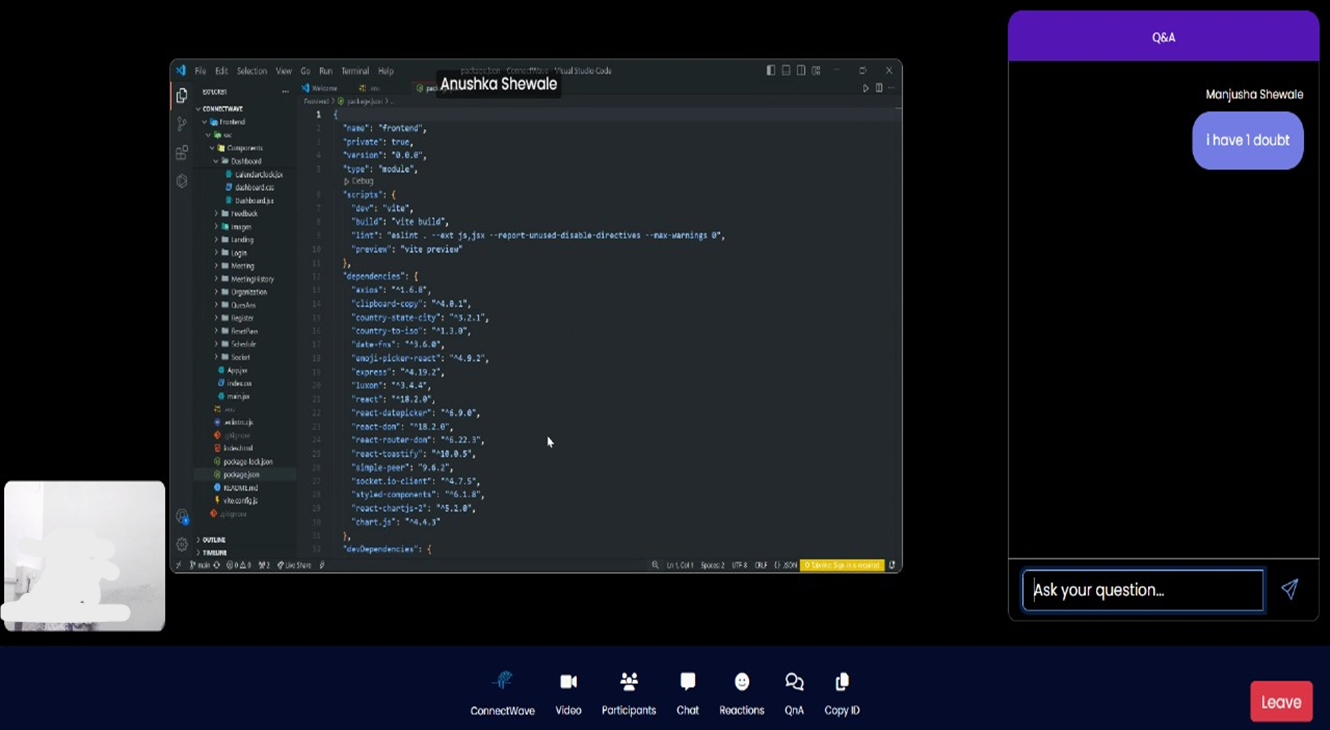 File Edit Selection View Go Run Terminal Help
package.json - ConnectWave - Visual Studio Code
Anushka Shewale
EXPLORER
CONNECTWAVE
Frontend
src
Components
Dashboard
CalendarClock.jsx
dashboard.css
Dashboard.jsx
Feedback
Images
Landing
Login
Meeting
MeetingHistory
Organization
QuesAns
Register
ResetPass
Schedule
Socket
App.jsx
index.css
main.jsx
.env
.eslintrc.cjs
.gitignore
index.html
package-lock.json
package.json
README.md
vite.config.js
.gitignore
OUTLINE
TIMELINE
Welcome
.env
Frontend > package.json > ...
1 {
2 "name": "frontend",
3 "private": true,
4 "version": "0.0.0",
5 "type": "module",
Debug
6 "scripts": {
7 "dev": "vite",
8 "build": "vite build",
9 "lint": "eslint . --ext js,jsx --report-unused-disable-directives --max-warnings 0",
10 "preview": "vite preview"
11 },
12 "dependencies": {
13 "axios": "^1.6.8",
14 "clipboard-copy": "^4.0.1",
15 "country-state-city": "^3.2.1",
16 "country-to-iso": "^1.3.0",
17 "date-fns": "^3.6.0",
18 "emoji-picker-react": "^4.9.2",
19 "express": "^4.19.2",
20 "luxon": "^3.4.4",
21 "react": "^18.2.0",
22 "react-datepicker": "^6.9.0",
23 "react-dom": "^18.2.0",
24 "react-router-dom": "^6.22.3",
25 "react-toastify": "^10.0.5",
26 "simple-peer": "9.6.2",
27 "socket.io-client": "^4.7.5",
28 "styled-components": "^6.1.8",
29 "react-chartjs-2": "^5.2.0",
30 "chart.js": "^4.4.3"
31 },
32 "devDependencies": {
main
Live Share
Ln 1, Col 1 Spaces: 2 UTF-8 CRLF {} JSON
Q&A
Manjusha Shewale
i have 1 doubt
Ask your question...
ConnectWave Video Participants Chat Reactions QnA Copy ID
Leave